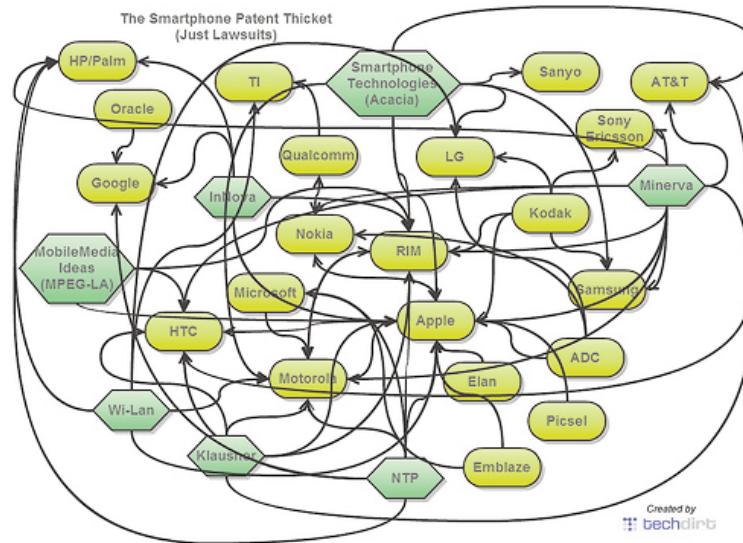 The Smartphone Patent Thicket
(Just Lawsuits)
HP/Palm
TI
Smartphone
Technologies
(Acacia)
Sanyo
AT&T
Oracle
Sony
Ericsson
Qualcomm
LG
Google
InNova
Minerva
Kodak
Nokia
RIM
MobileMedia
Ideas
(MPEG-LA)
Microsoft
Samsung
HTC
Apple
ADC
Motorola
Elan
Wi-Lan
Picsel
Klausner
NTP
Emblaze
Created by
techdirt